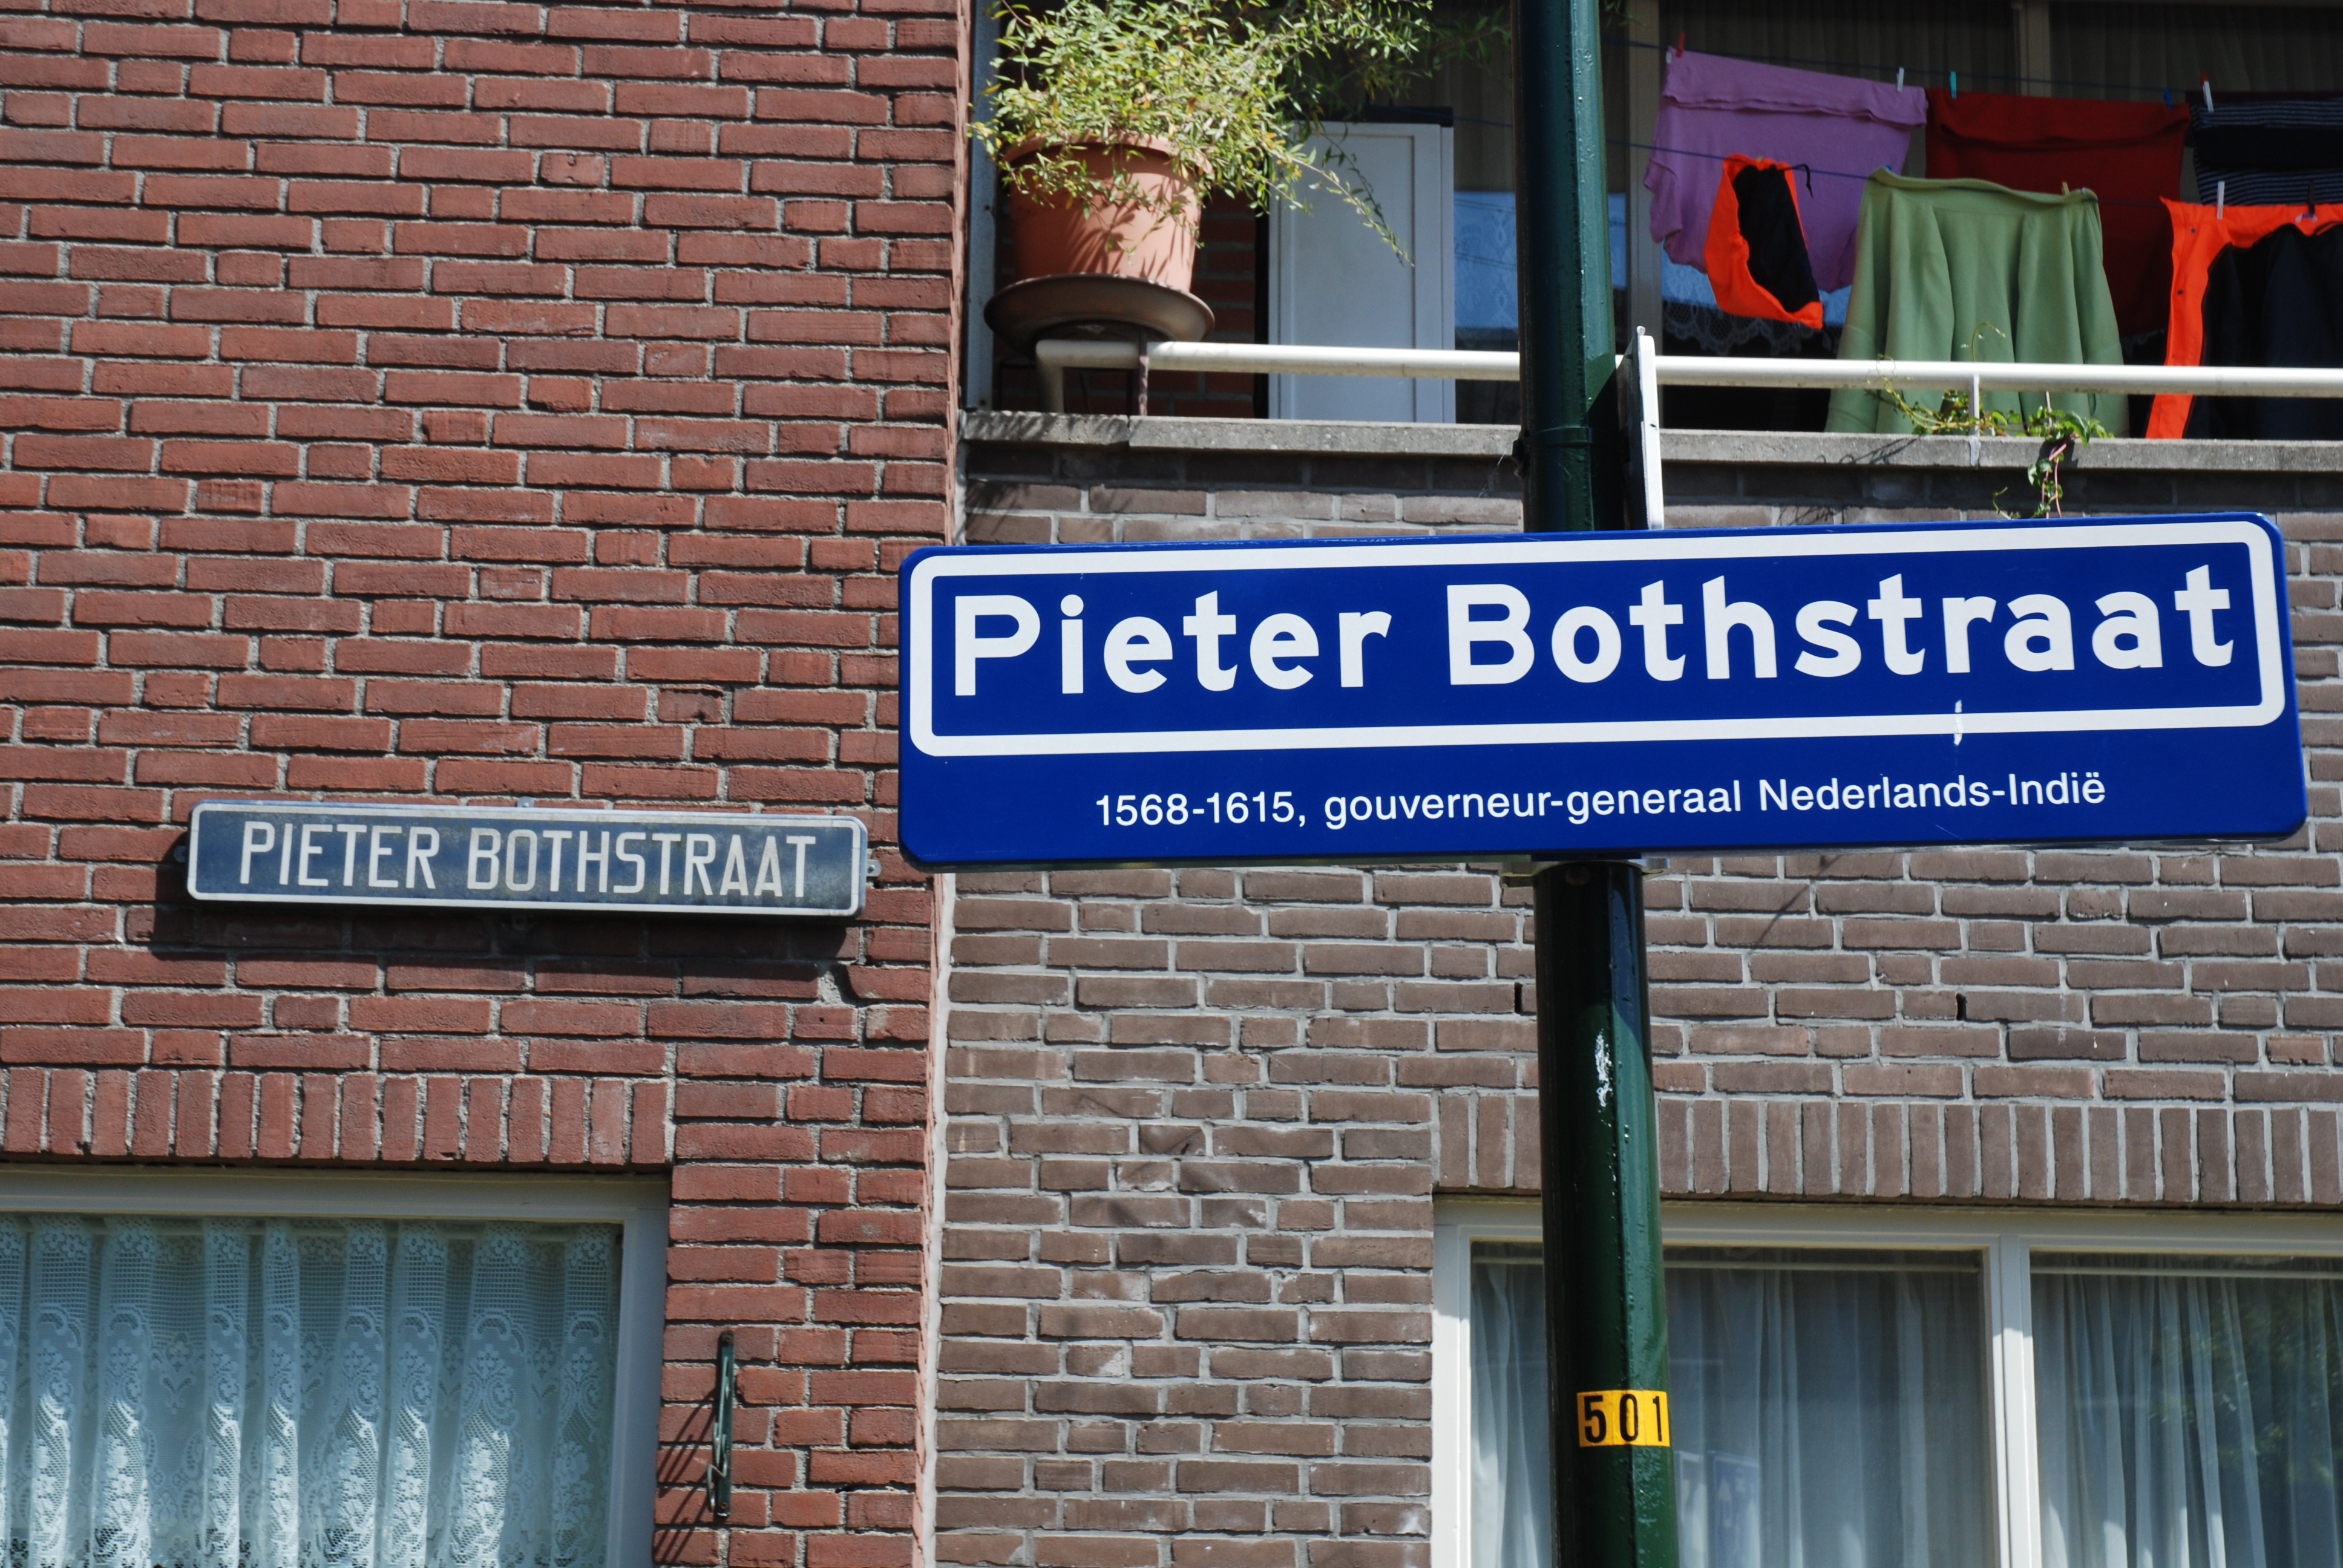 Pieter Bothstraat
1568-1615, gouverneur-generaal Nederlands-Indië
PIETER BOTHSTRAAT
501